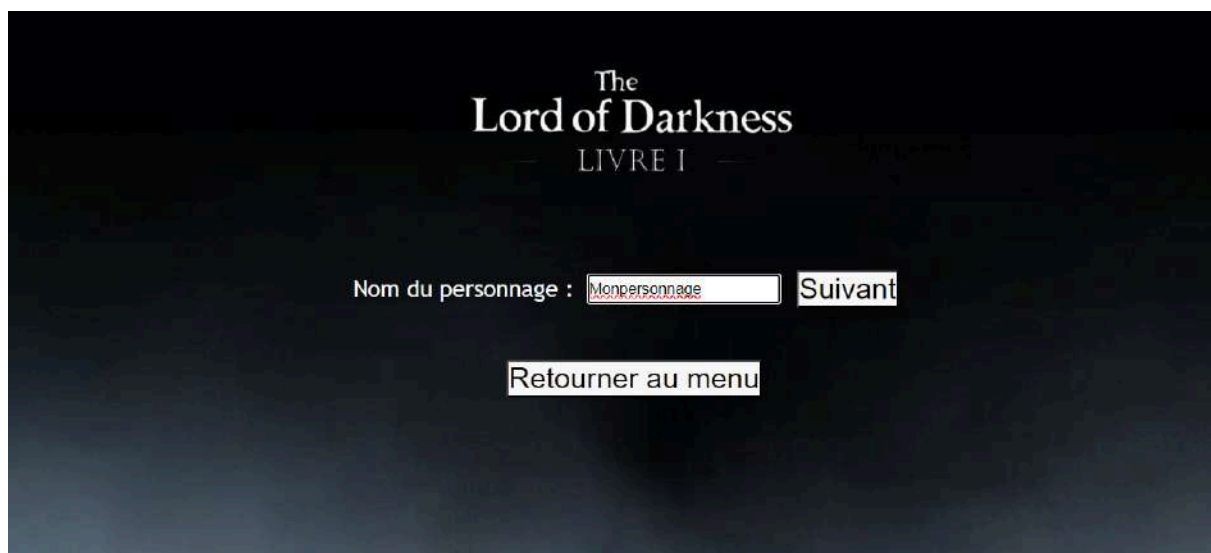 The
Lord of Darkness
LIVRE I
Nom du personnage : Monpersonnage Suivant
Retourner au menu